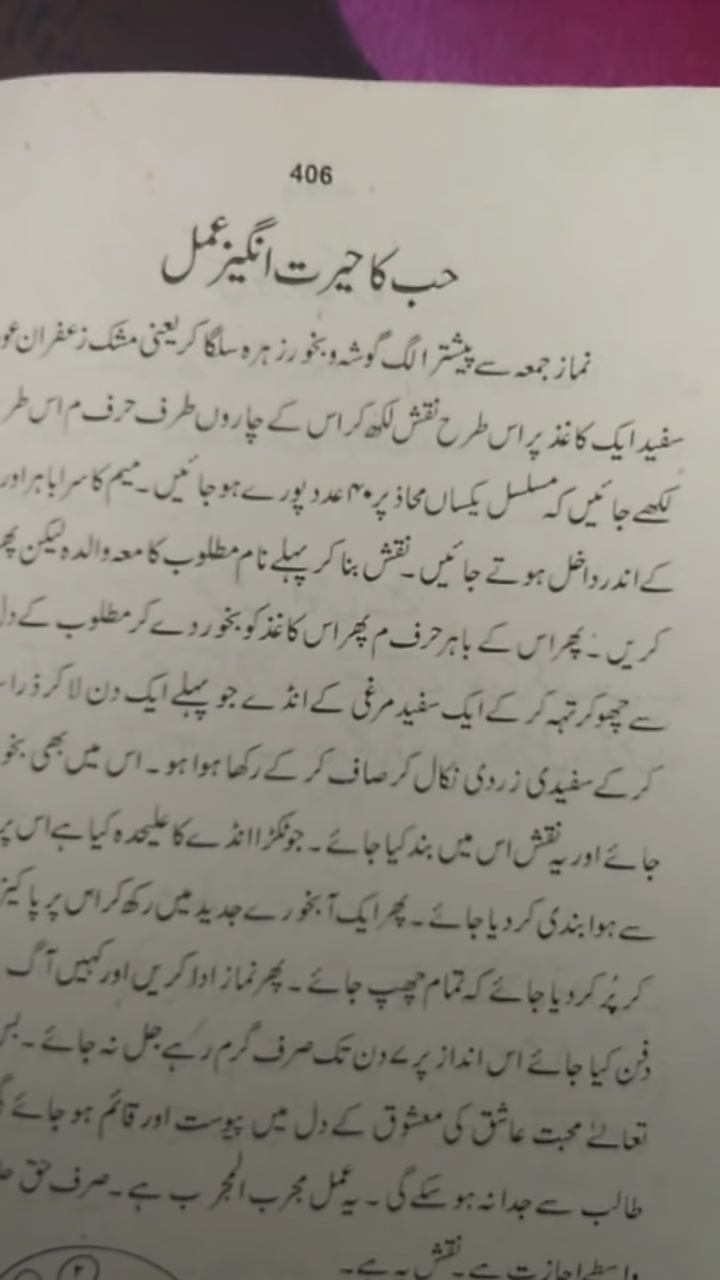 406
حب کا حیرت انگیز عمل
نماز جمعہ سے پیشتر الگ گوشہ و بخور زہرہ سلگا کر یعنی مشک زعفران
سفید ایک کاغذ پر اس طرح نقش لکھ کر اس کے چاروں طرف حرف م اس
لکھے جائیں کہ مسلسل یکساں محاذ پر ۴۰ عدد پورے ہو جائیں۔ میم کا سرا باہر اور
کے اندر داخل ہوتے جائیں۔ نقش بنا کر پہلے نام مطلوب کا معہ والدہ لیکن
کریں۔ پھر اس کے باہر حرف م پھر اس کاغذ کو بخور دے کر مطلوب کے
سے چھو کر تہہ کر کے ایک سفید مرغی کے انڈے جو پہلے ایک دن لا کر ذرا
کر کے سفیدی زردی نکال کر صاف کر کے رکھا ہوا ہو۔ اس میں بھی
جائے اور یہ نقش اس میں بند کیا جائے۔ جو ٹکڑا انڈے کا علیحدہ کیا ہے اس پر
سے ہوا بندی کر دیا جائے۔ پھر ایک آبخورے جدید میں رکھ کر اس پر
کر پُر کر دیا جائے کہ تمام چھپ جائے۔ پھر نماز ادا کریں اور کہیں آگ
دفن کیا جائے اس انداز پر ۷ دن تک صرف گرم رہے جل نہ جائے۔
تعالےٰ محبت عاشق کی معشوق کے دل میں پیوست اور قائم ہو جائے
طالب سے جدا نہ ہو سکے گی۔ یہ عمل مجرب المجرب ہے۔ صرف حق
واسطے اجازت ہے۔ نقش یہ ہے۔
۲